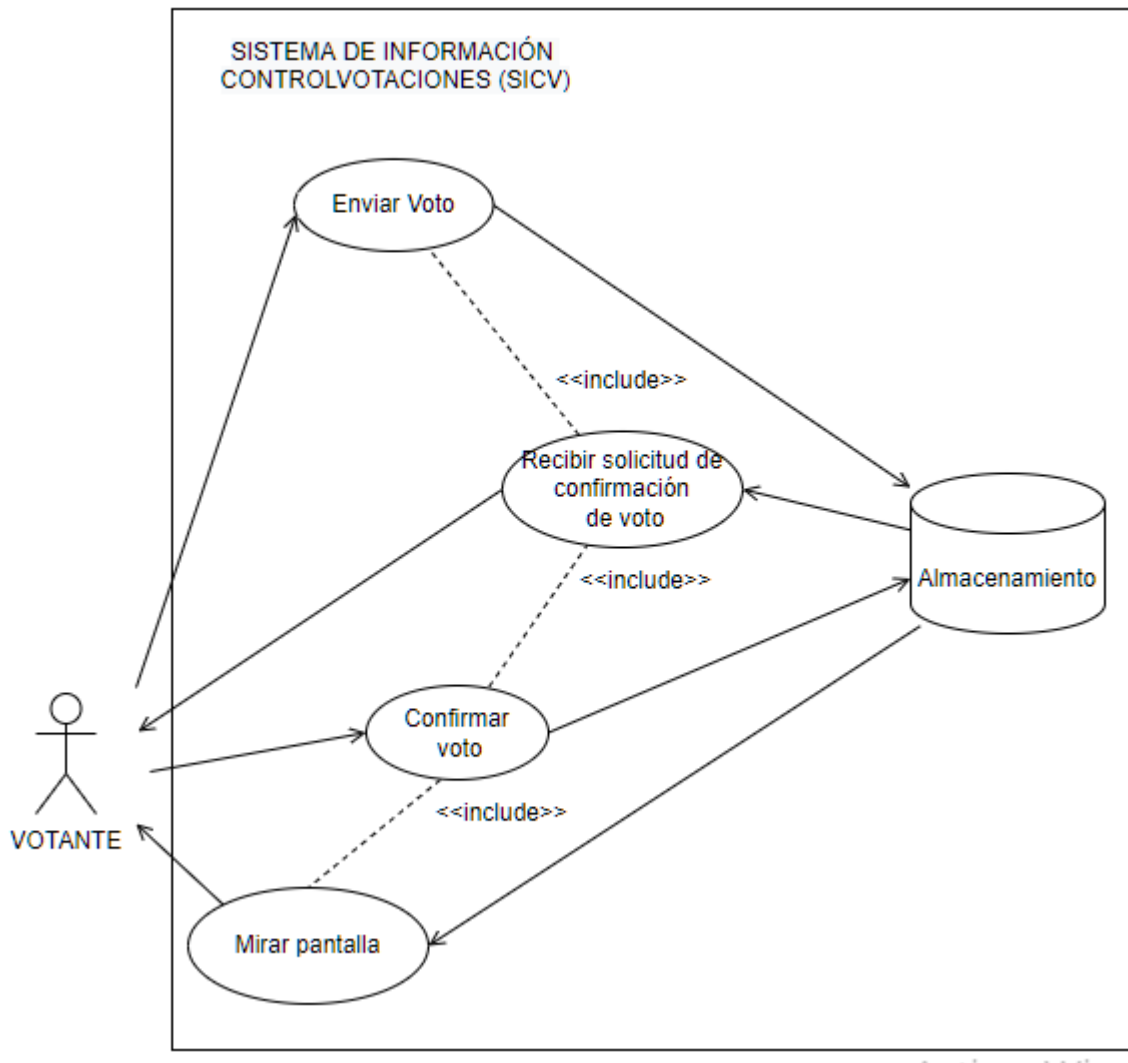 SISTEMA DE INFORMACIÓN
CONTROLVOTACIONES (SICV)
Enviar Voto
<<include>>
Recibir solicitud de
confirmación
de voto
<<include>>
Almacenamiento
Confirmar
voto
<<include>>
VOTANTE
Mirar pantalla